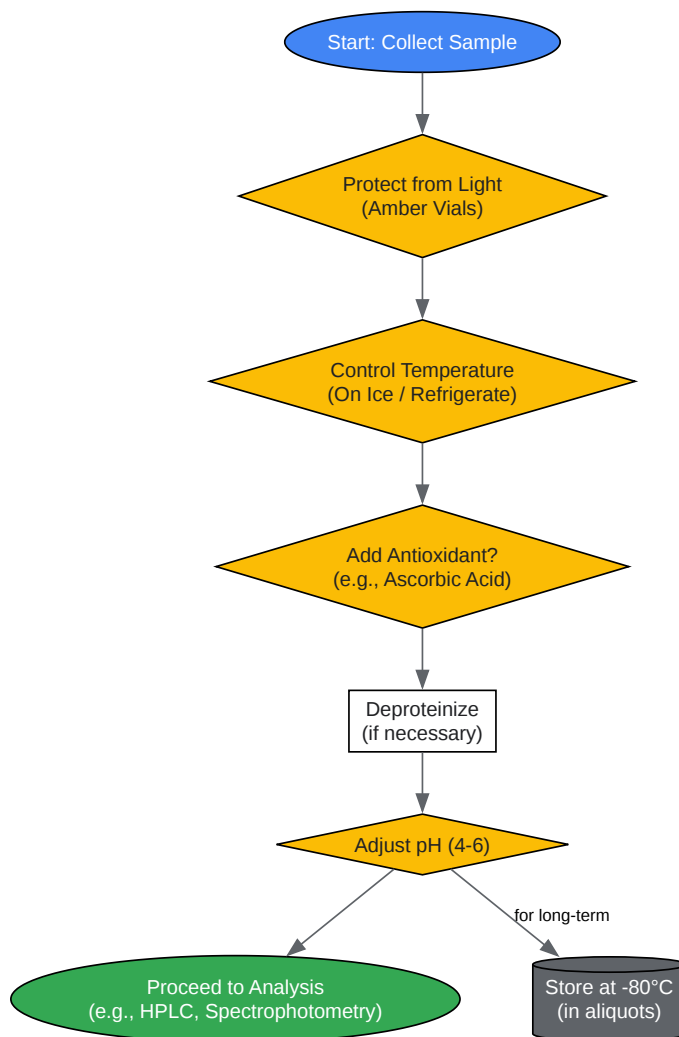 Start: Collect Sample
Protect from Light
(Amber Vials)
Control Temperature
(On Ice / Refrigerate)
Add Antioxidant?
(e.g., Ascorbic Acid)
Deproteinize
(if necessary)
Adjust pH (4-6)
for long-term
Proceed to Analysis
(e.g., HPLC, Spectrophotometry)
Store at -80°C
(in aliquots)